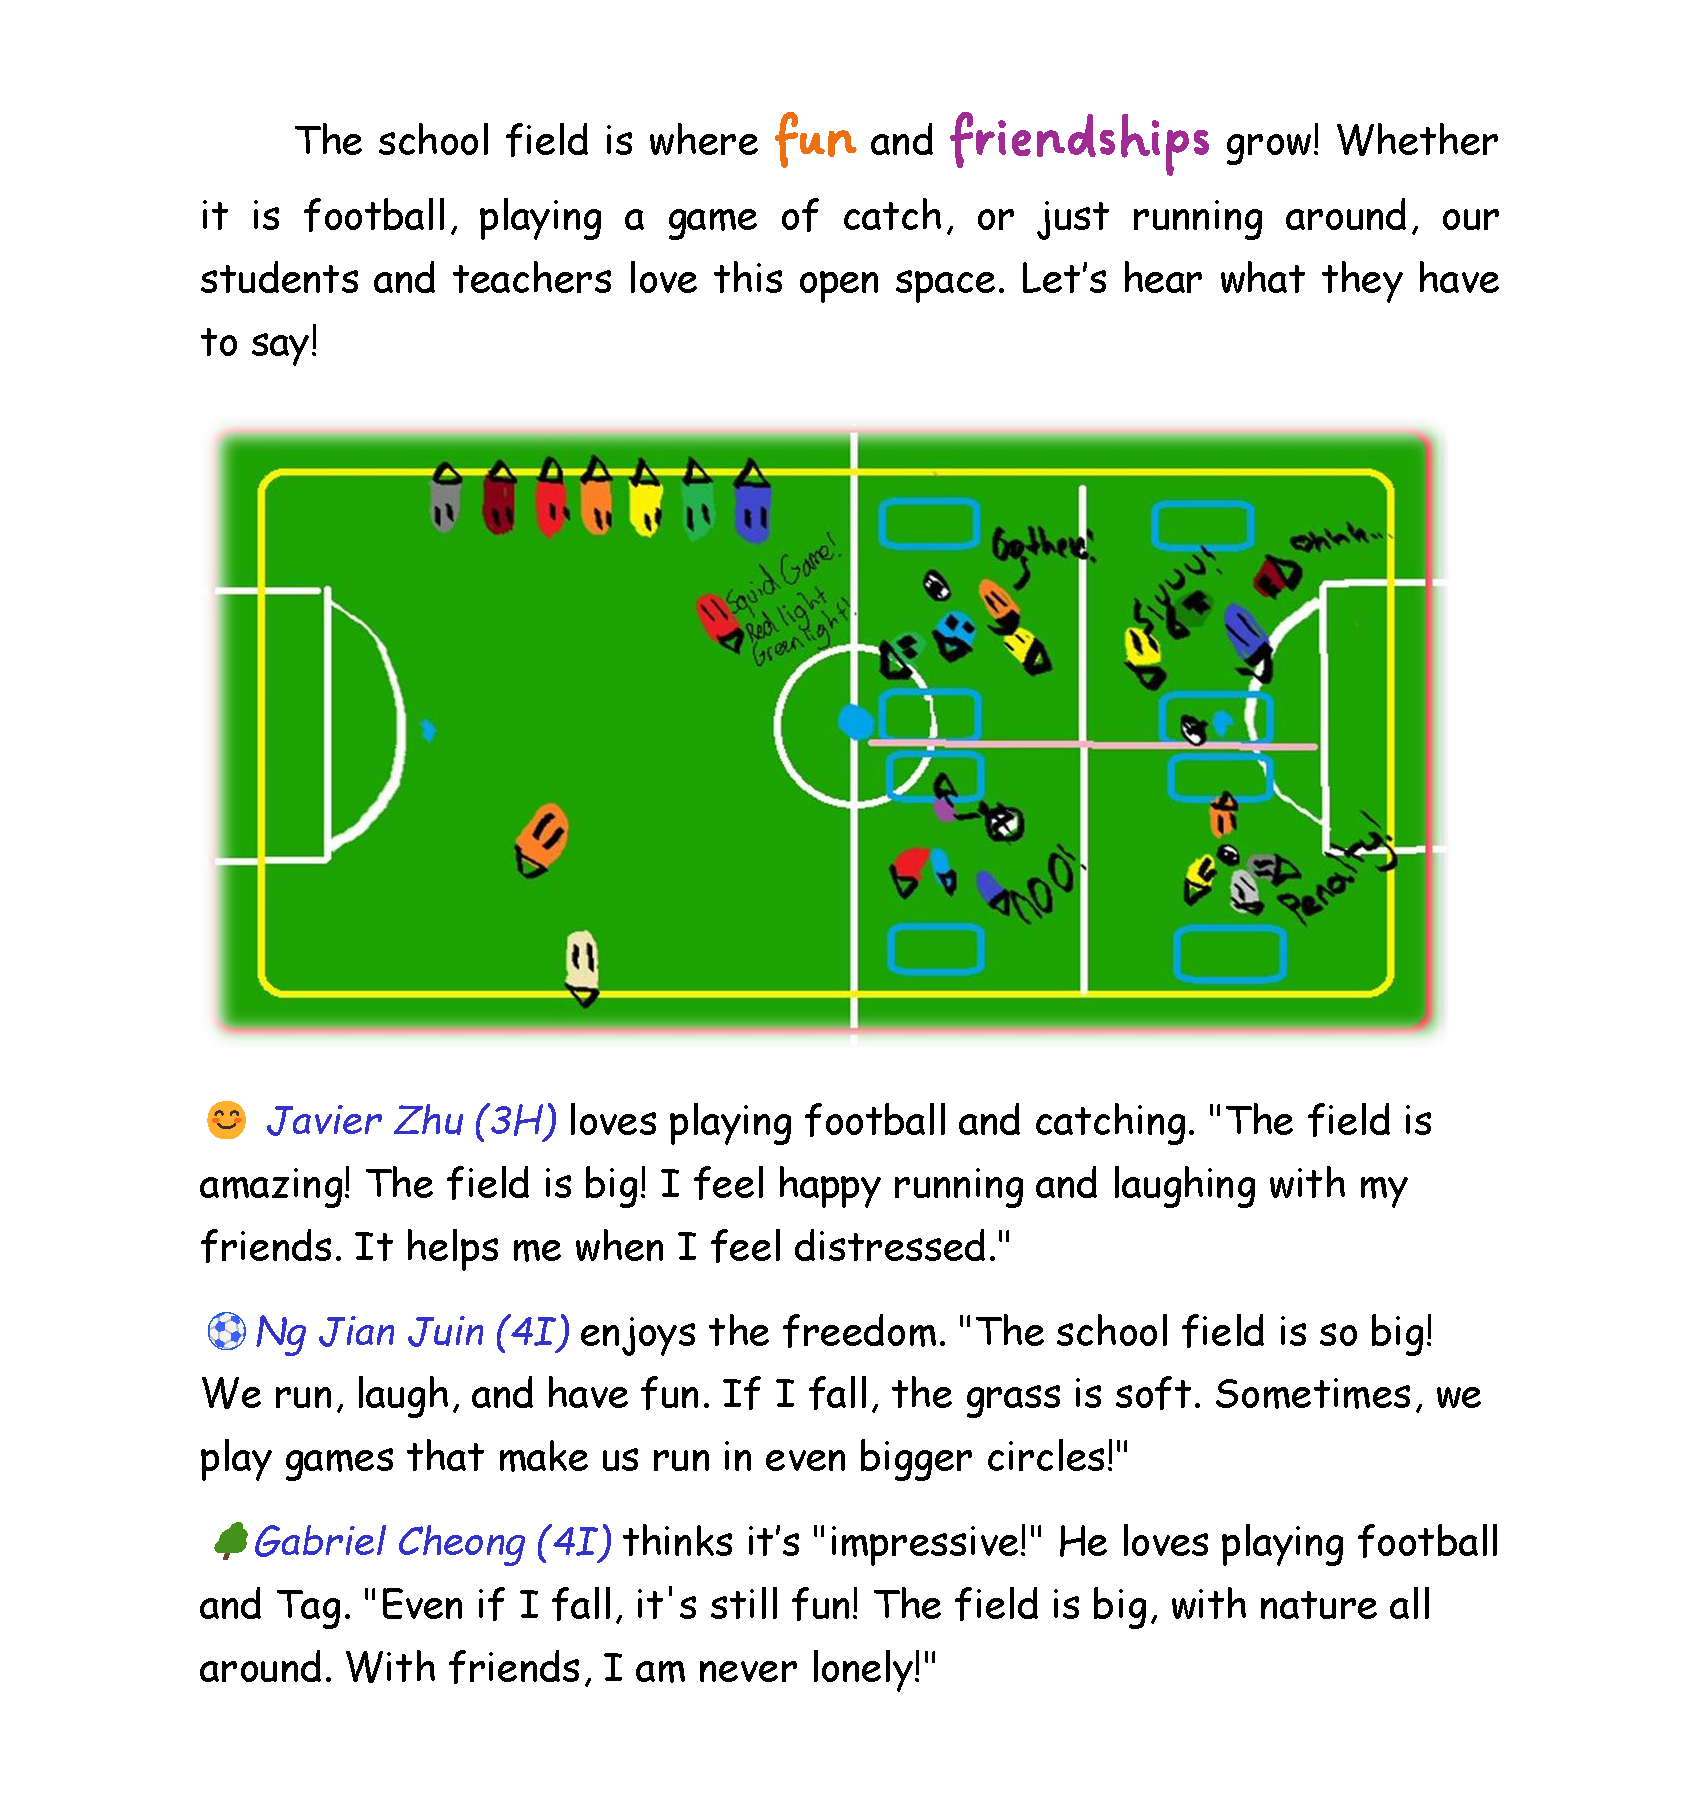 The school field is where fun and friendships grow! Whether
it is football, playing a game of catch, or just running around, our
students and teachers love this open space. Let’s hear what they have
to say!
Squid Game!
Red light
Green light!
Go there!
SIUUU!
Ohhh...
NOO!
Penalty!
Javier Zhu (3H) loves playing football and catching. "The field is
amazing! The field is big! I feel happy running and laughing with my
friends. It helps me when I feel distressed."
Ng Jian Juin (4I) enjoys the freedom. "The school field is so big!
We run, laugh, and have fun. If I fall, the grass is soft. Sometimes, we
play games that make us run in even bigger circles!"
Gabriel Cheong (4I) thinks it’s "impressive!" He loves playing football
and Tag. "Even if I fall, it's still fun! The field is big, with nature all
around. With friends, I am never lonely!"